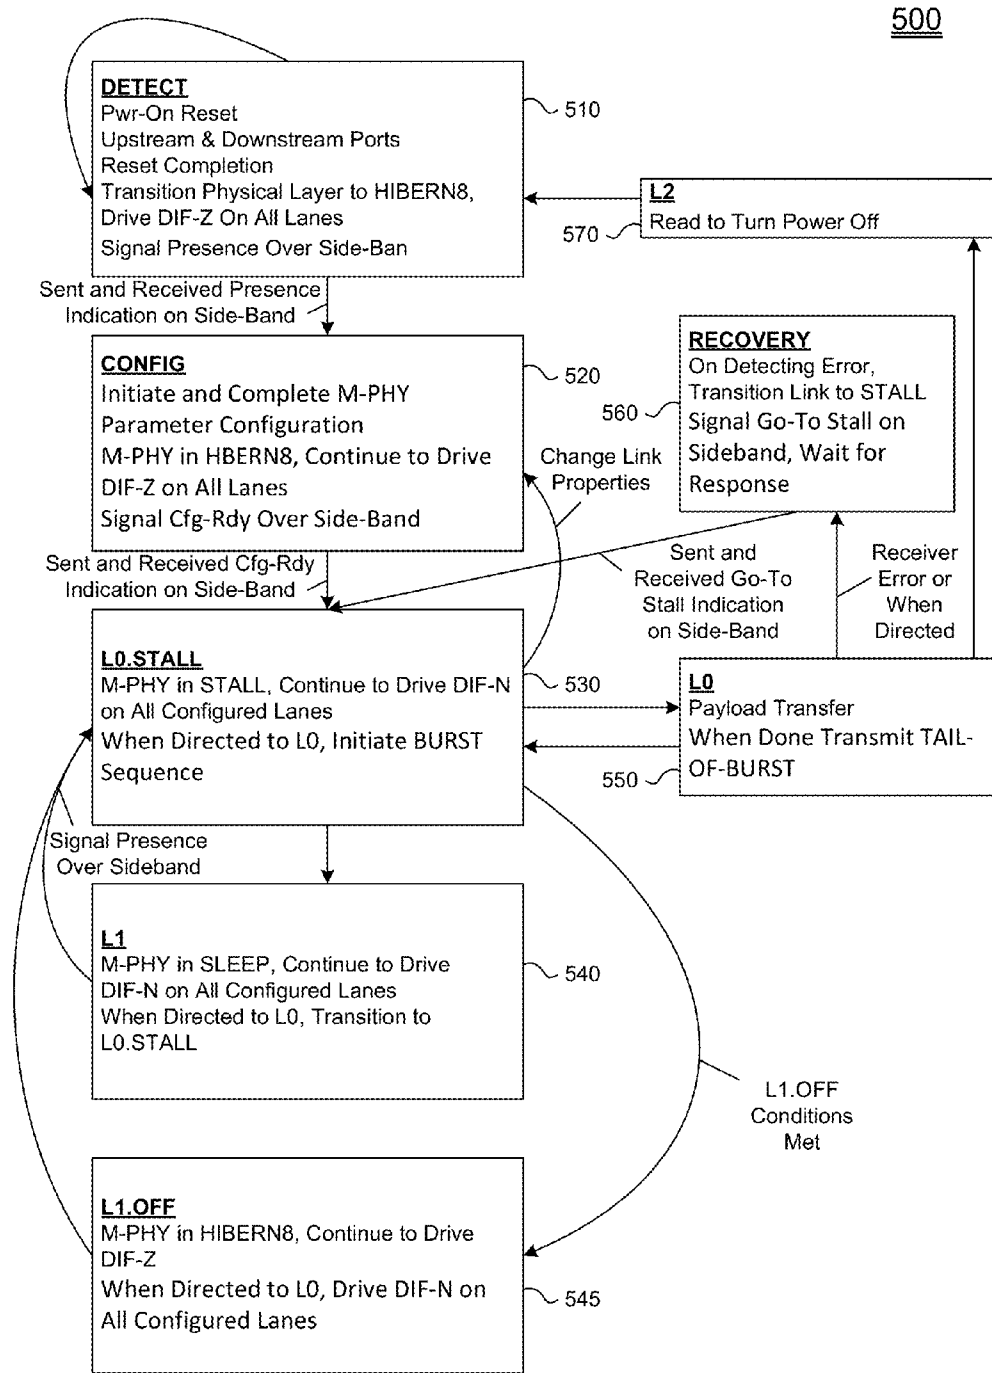 500
DETECT
Pwr-On Reset
Upstream & Downstream Ports
Reset Completion
Transition Physical Layer to HIBERN8,
Drive DIF-Z On All Lanes
Signal Presence Over Side-Ban
510
L2
Read to Turn Power Off
570
Sent and Received Presence
Indication on Side-Band
CONFIG
Initiate and Complete M-PHY
Parameter Configuration
M-PHY in HBERN8, Continue to Drive
DIF-Z on All Lanes
Signal Cfg-Rdy Over Side-Band
520
RECOVERY
On Detecting Error,
Transition Link to STALL
Signal Go-To Stall on
Sideband, Wait for
Response
560
Change Link
Properties
Sent and Received Cfg-Rdy
Indication on Side-Band
Sent and
Received Go-To
Stall Indication
on Side-Band
Receiver
Error or
When
Directed
L0.STALL
M-PHY in STALL, Continue to Drive DIF-N
on All Configured Lanes
When Directed to L0, Initiate BURST
Sequence
530
L0
Payload Transfer
When Done Transmit TAIL-
OF-BURST
550
Signal Presence
Over Sideband
L1
M-PHY in SLEEP, Continue to Drive
DIF-N on All Configured Lanes
When Directed to L0, Transition to
L0.STALL
540
L1.OFF
Conditions
Met
L1.OFF
M-PHY in HIBERN8, Continue to Drive
DIF-Z
When Directed to L0, Drive DIF-N on
All Configured Lanes
545